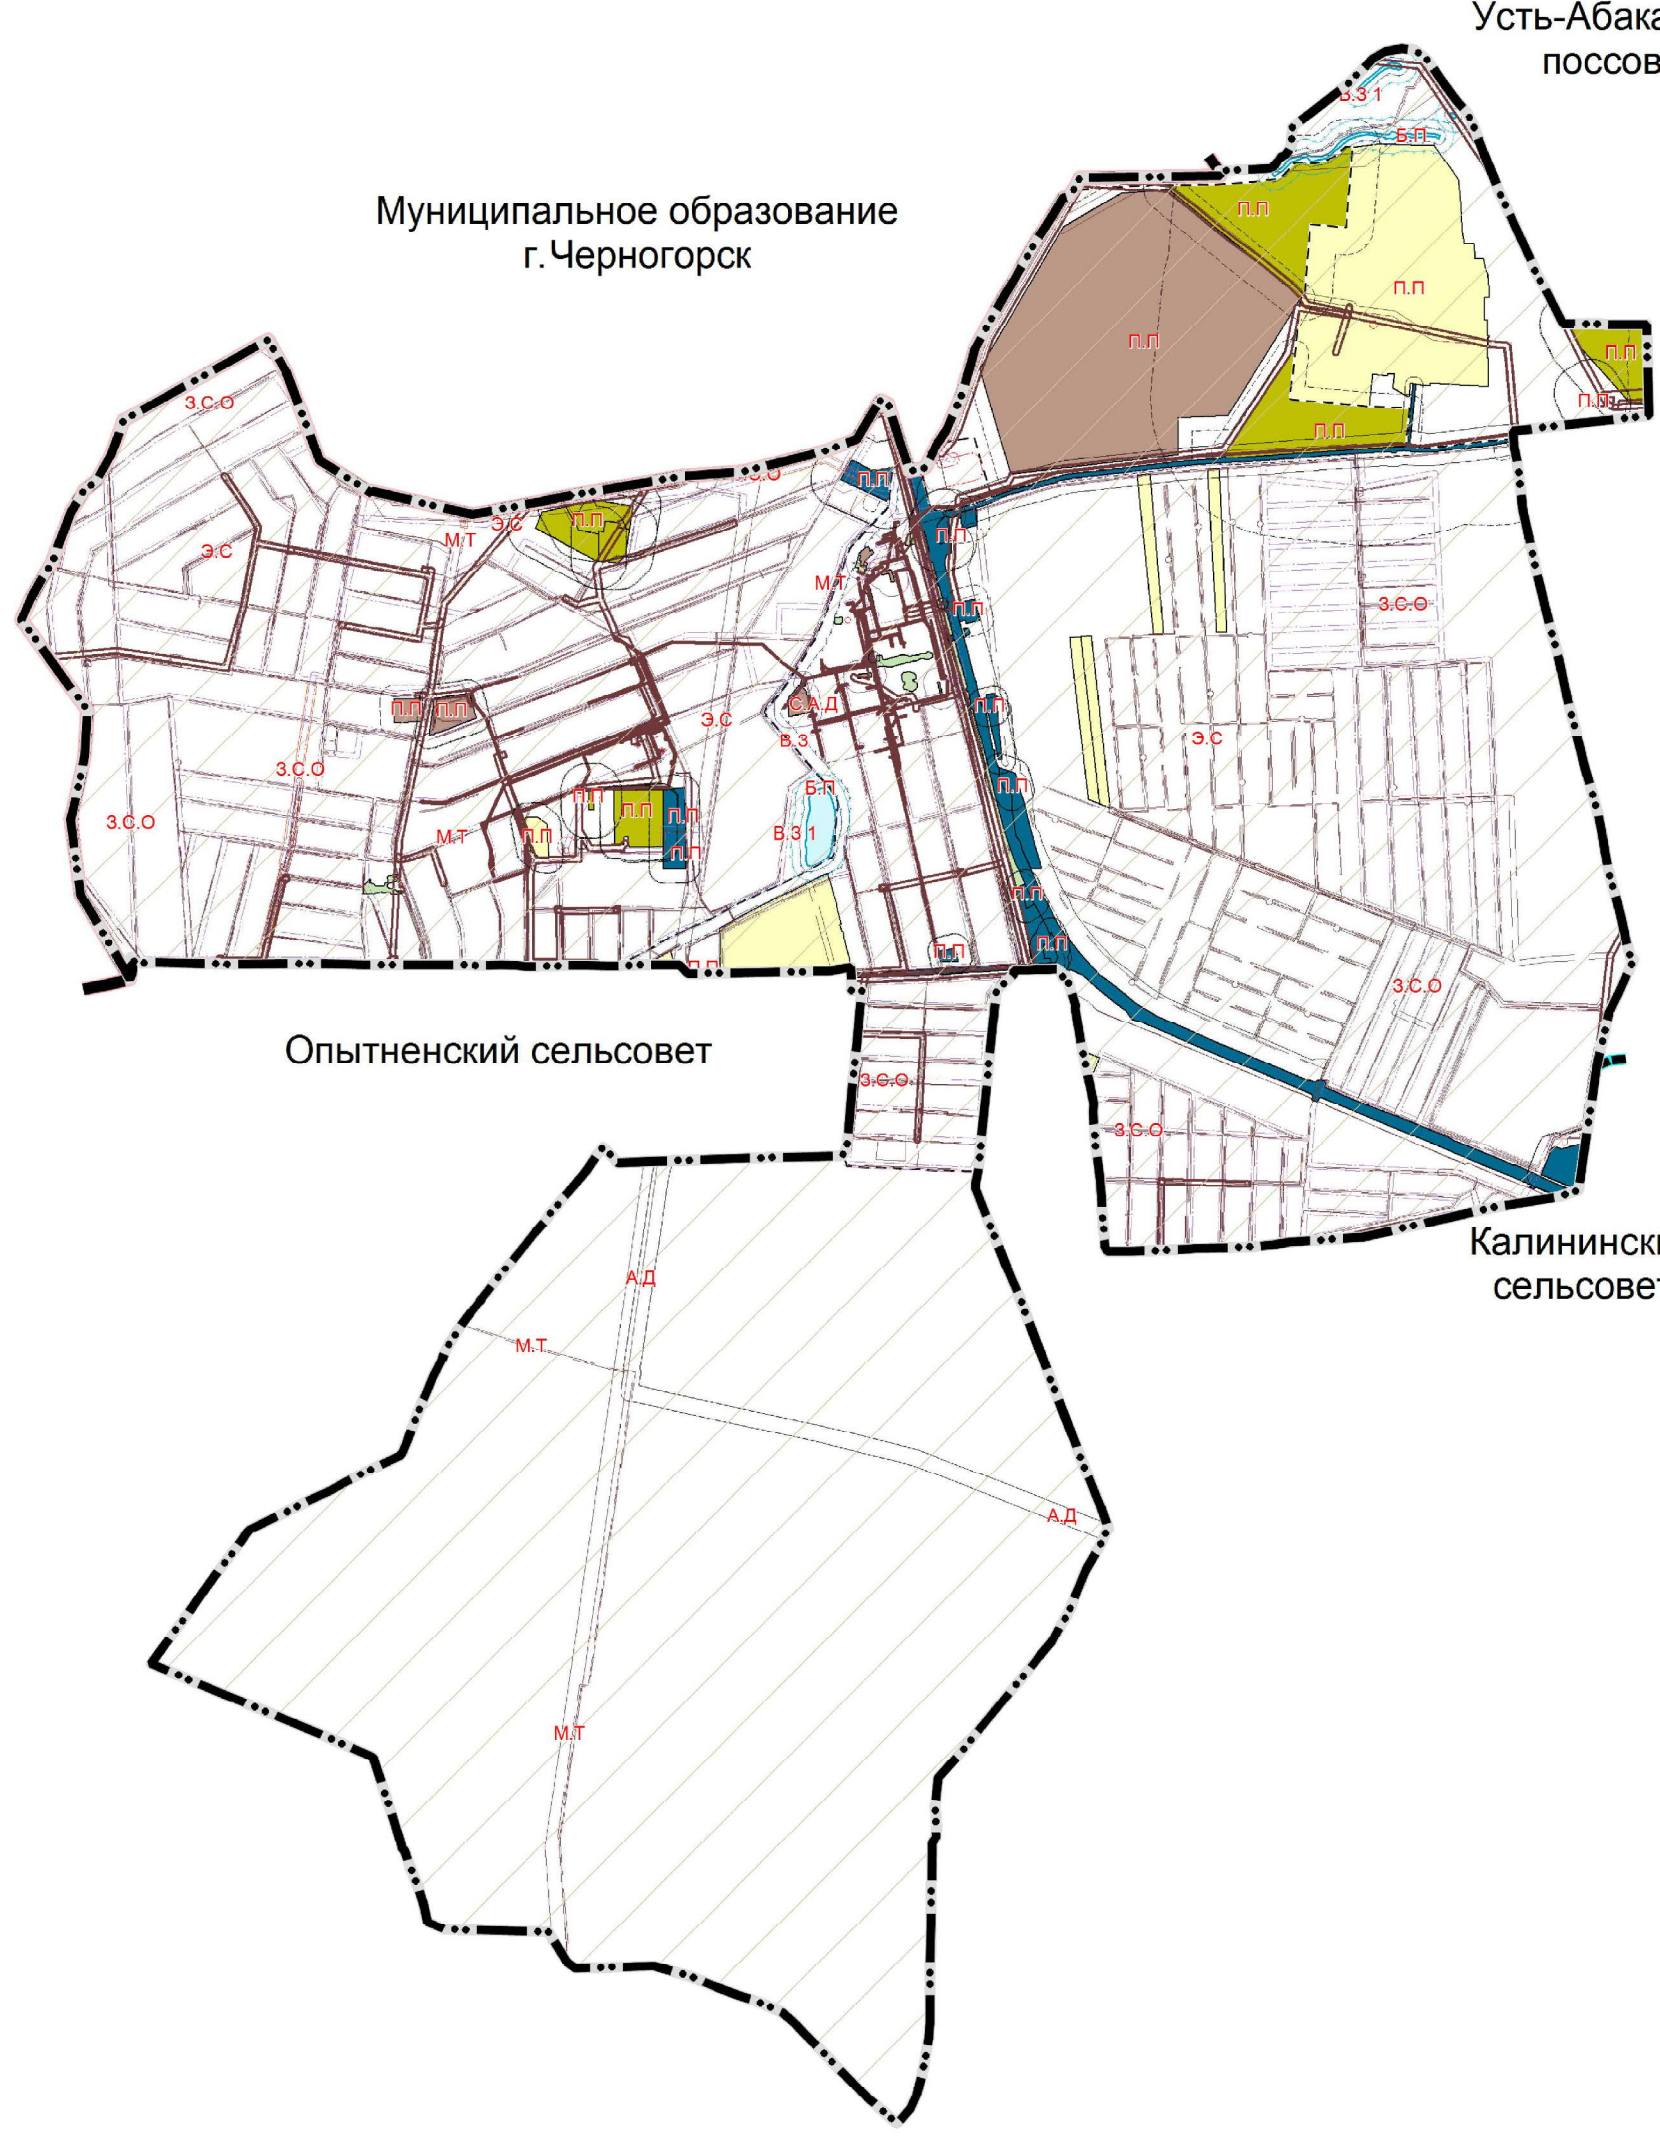 Усть-Абака
поссов
В.З 1
Б.П
Муниципальное образование
г.Черногорск
П.П
П.П
П.П
П.П
П.П
П.П
З.С.О
З.О
П.П
Э.С
П.П
М.Т
П.П
Э.С
М.Т
П.П
З.С.О
П.П
П.П
С.А.Д
П.П
Э.С
В.З
Э.С
З.С.О
Б.П
П.П
П.П
П.П
П.П
З.С.О
М.Т
П.П
В.З 1
П.П
П.П
П.П
П.П
П.П
З.С.О
Опытненский сельсовет
З.С.О
З.С.О
Калининск
сельсовет
А.Д
М.Т
А.Д
М.Т